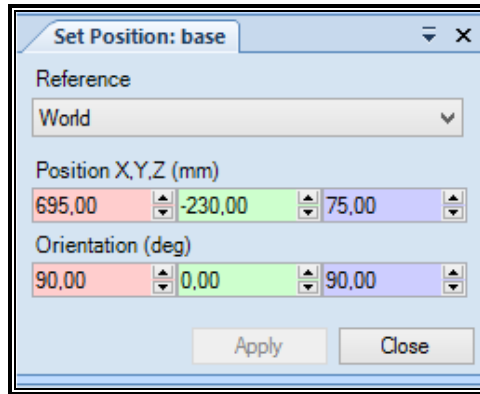 Set Position: base
Reference
World
Position X,Y,Z (mm)
695,00 -230,00 75,00
Orientation (deg)
90,00 0,00 90,00
Apply Close